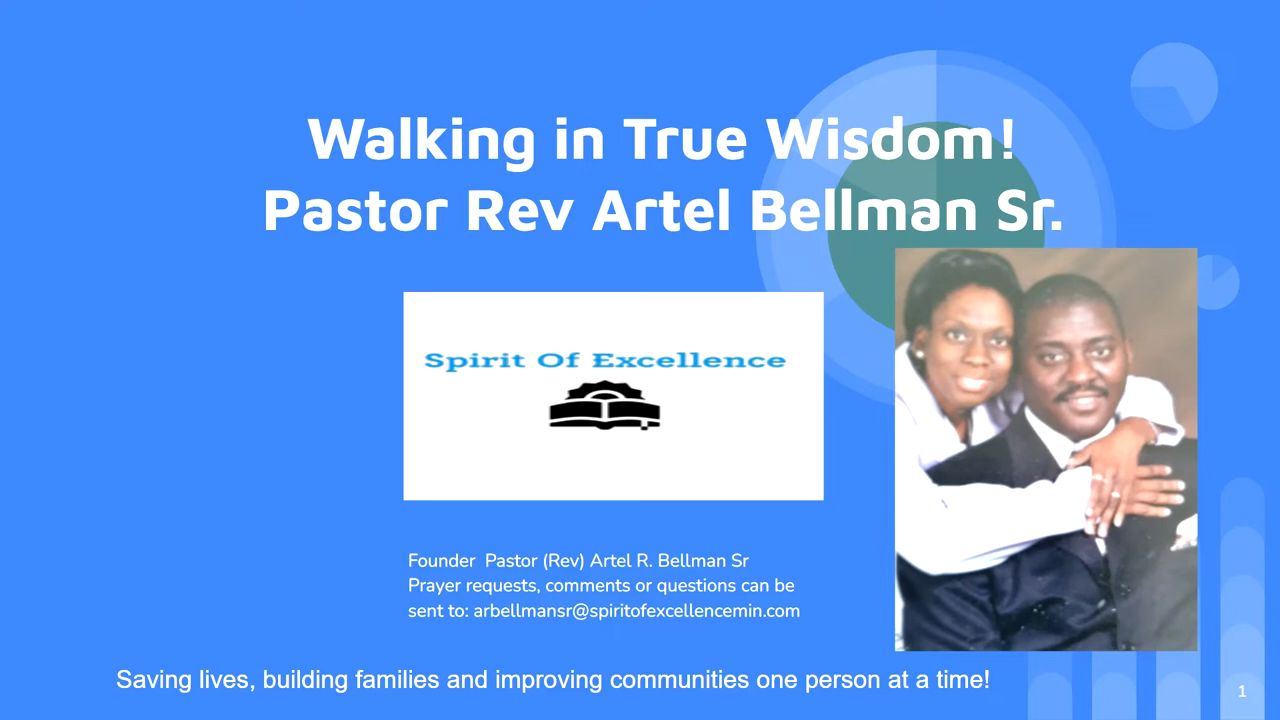 Walking in True Wisdom!
Pastor Rev Artel Bellman Sr.
Spirit Of Excellence
Founder  Pastor (Rev) Artel R. Bellman Sr
Prayer requests, comments or questions can be
sent to: arbellmansr@spiritofexcellencemin.com
Saving lives, building families and improving communities one person at a time!
1